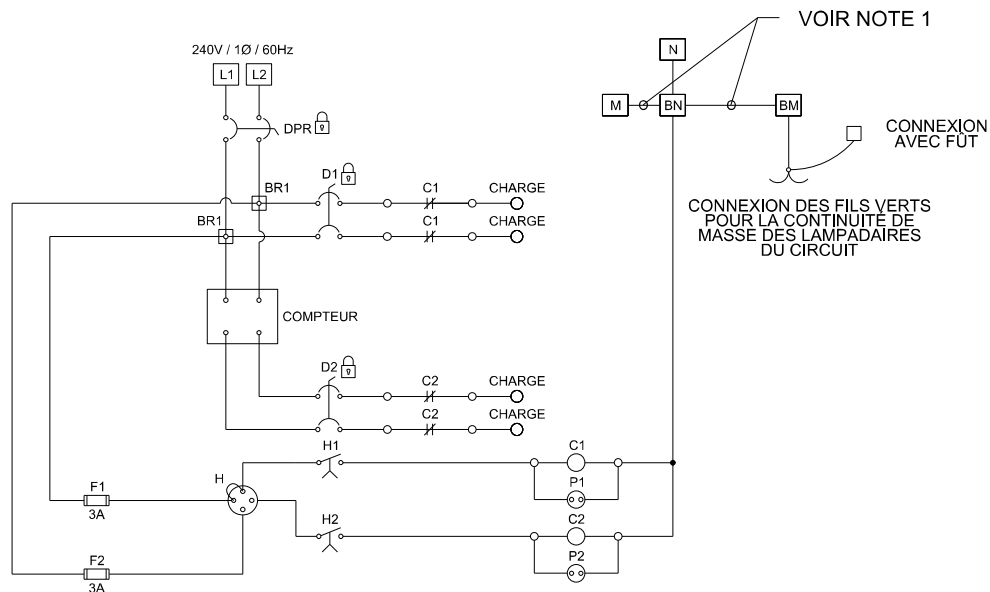 VOIR NOTE 1
240V / 1Ø / 60Hz
N
L1 L2
M BN BM
DPR
CONNEXION
AVEC FÛT
D1
BR1 C1 CHARGE
CONNEXION DES FILS VERTS
POUR LA CONTINUITÉ DE
MASSE DES LAMPADAIRES
DU CIRCUIT
BR1 C1 CHARGE
COMPTEUR
D2
C2 CHARGE
C2 CHARGE
H1 C1
H
F1 P1
3A
H2 C2
F2 P2
3A